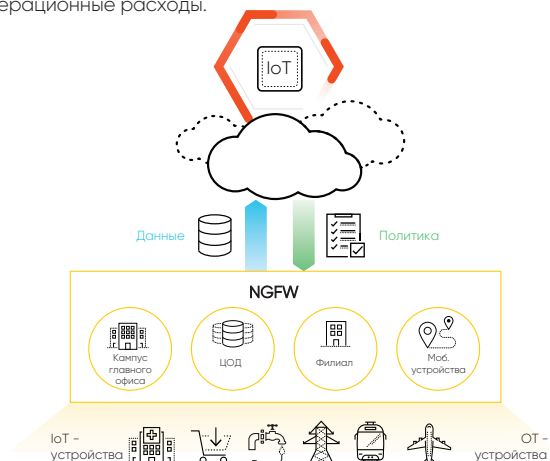 ерационные расходы.
IoT
Данные
Политика
NGFW
Кампус
главного
офиса
ЦОД
Филиал
Моб.
устройства
IoT -
устройства
OT -
устройства